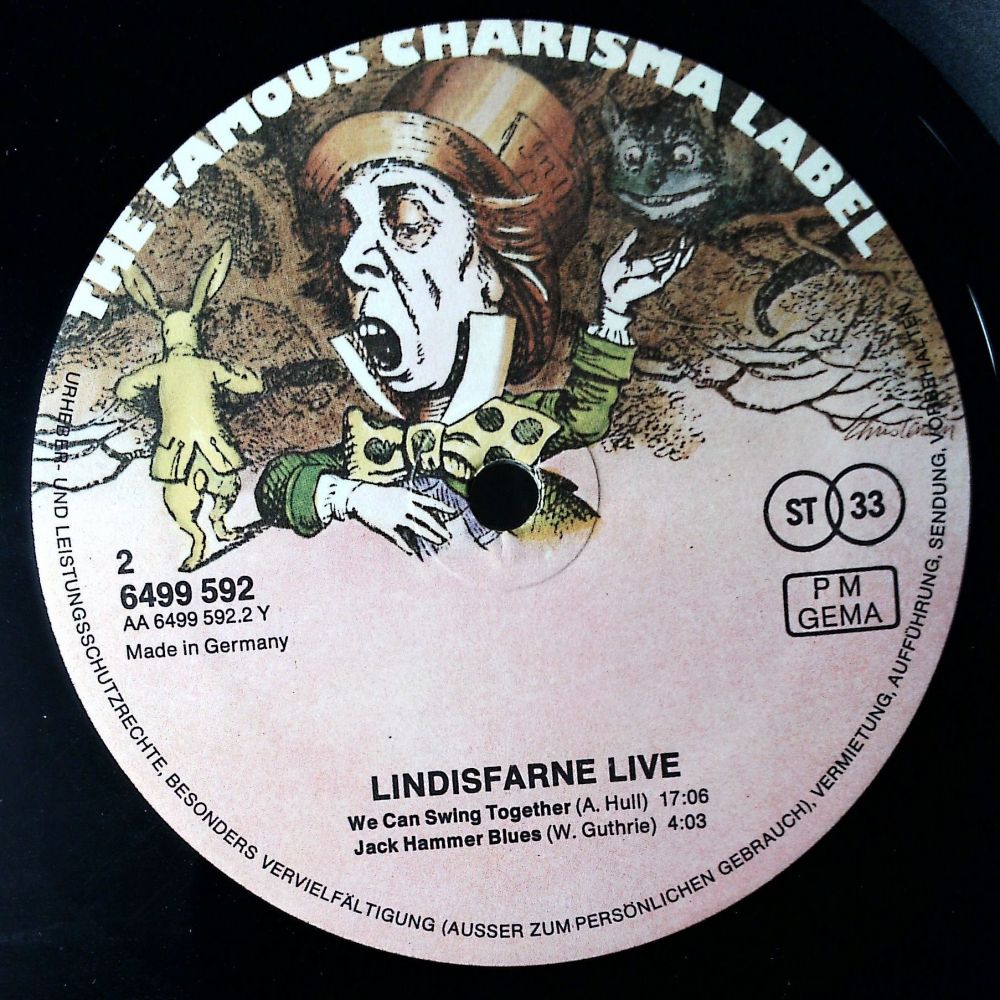 THE FAMOUS CHARISMA LABEL
Christensen
ST 33
P M
GEMA
2
6499 592
AA 6499 592.2 Y
Made in Germany
LINDISFARNE LIVE
We Can Swing Together (A. Hull) 17:06
Jack Hammer Blues (W. Guthrie) 4:03
URHEBER- UND LEISTUNGSSCHUTZRECHTE, BESONDERS VERVIELFÄLTIGUNG (AUSSER ZUM PERSÖNLICHEN GEBRAUCH), VERMIETUNG, AUFFÜHRUNG, SENDUNG, VORBEHALTEN